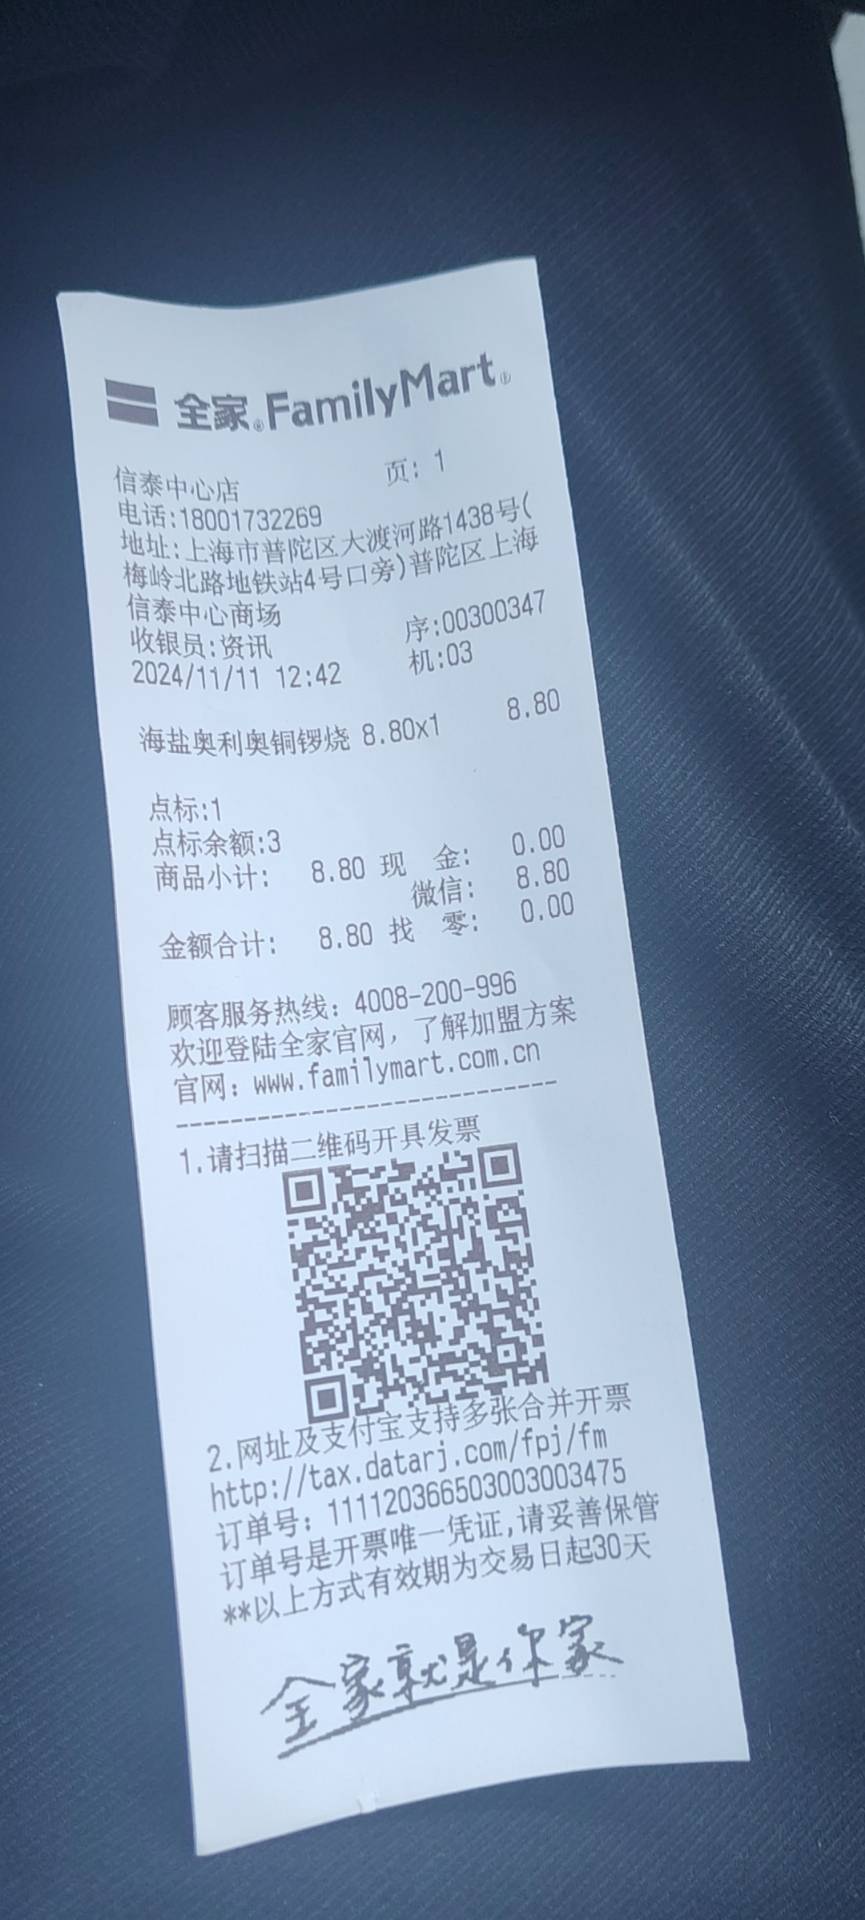 全家®FamilyMart®
信泰中心店 页: 1
电话:18001732269
地址:上海市普陀区大渡河路1438号(
梅岭北路地铁站4号口旁)普陀区上海
信泰中心商场
收银员:资讯 序:00300347
2024/11/11 12:42 机:03
海盐奥利奥铜锣烧 8.80x1 8.80
点标:1
点标余额:3
商品小计: 8.80 现 金: 0.00
微信: 8.80
金额合计: 8.80 找 零: 0.00
顾客服务热线: 4008-200-996
欢迎登陆全家官网, 了解加盟方案
官网: www.familymart.com.cn
--------------------------------
1.请扫描二维码开具发票
2.网址及支付宝支持多张合并开票
http://tax.datarj.com/fpj/fm
订单号: 111120366503003003475
订单号是开票唯一凭证,请妥善保管
**以上方式有效期为交易日起30天
全家就是你家